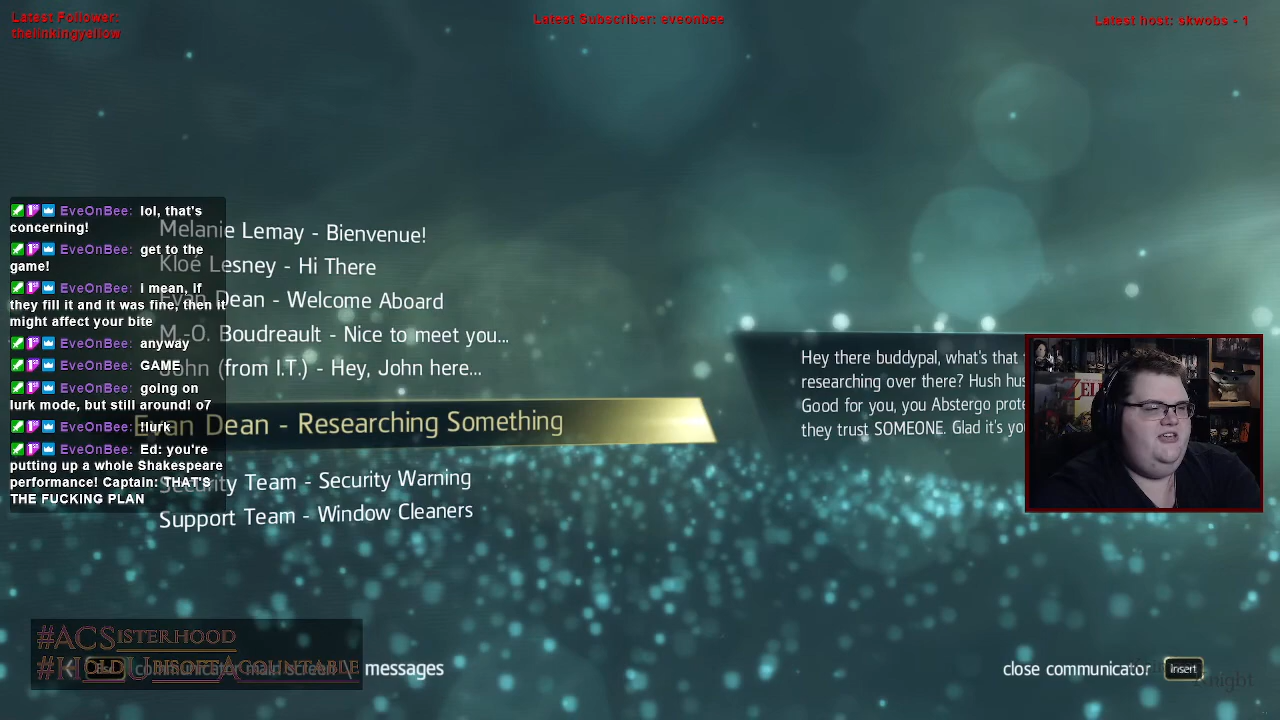 Latest Follower:
thelinkingyellow
Latest Subscriber: eveonbee
Latest host: skwobs - 1
EveOnBee: lol, that's
concerning!
EveOnBee: get to the
game!
EveOnBee: I mean, If
they fill it and it was fine, then it
might affect your bite
EveOnBee: anyway
EveOnBee: GAME
EveOnBee: going on
lurk mode, but still around! o7
EveOnBee: !lurk
EveOnBee: Ed: you're
putting up a whole Shakespeare
performance! Captain: THAT'S
THE FUCKING PLAN
Melanie Lemay - Bienvenue!
Kloe Lesney - Hi There
Evan Dean - Welcome Aboard
M.-O. Boudreault - Nice to meet you...
John (from I.T.) - Hey, John here...
Evan Dean - Researching Something
Security Team - Security Warning
Support Team - Window Cleaners
Hey there buddypal, what's that
researching over there? Hush
Good for you, you Abstergo
they trust SOMEONE. Glad it's
#ACSisterhood
#HoldUbisoftAccountable
Esc communicator main screen \ messages
close communicator Insert
Knight